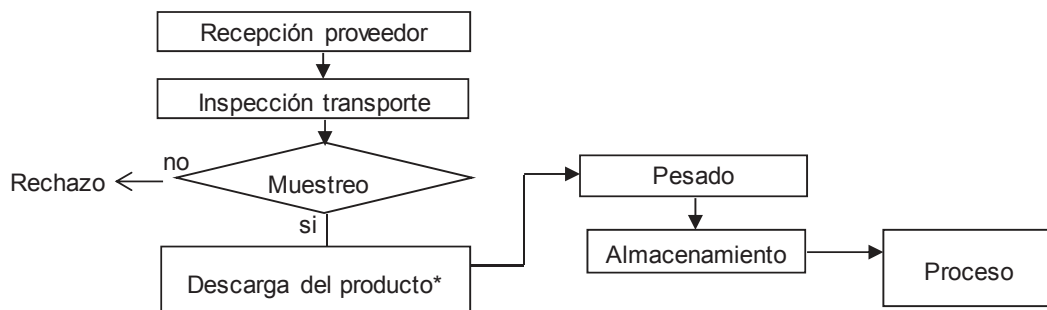 Recepción proveedor
Inspección transporte
no
Rechazo
Muestreo
si
Descarga del producto*
Pesado
Almacenamiento
Proceso